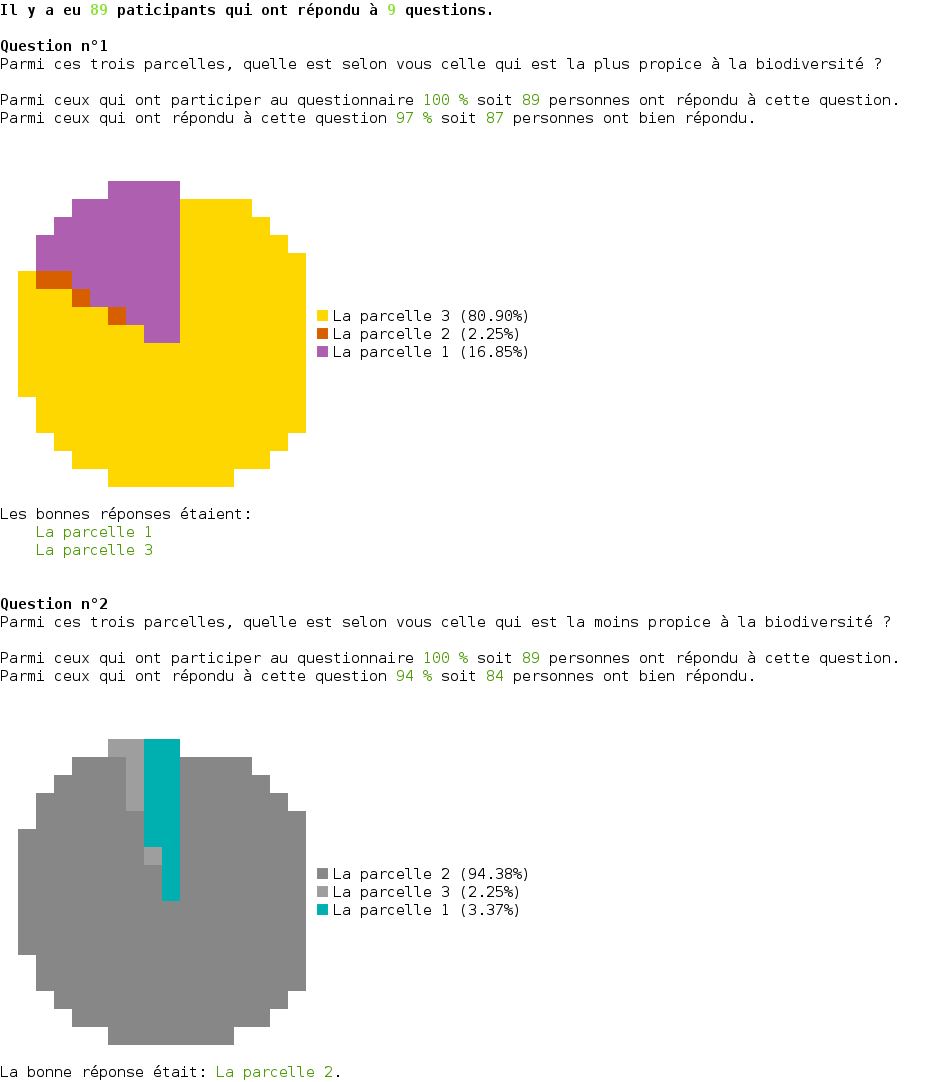 Il y a eu 89 paticipants qui ont répondu à 9 questions.
Question n°1
Parmi ces trois parcelles, quelle est selon vous celle qui est la plus propice à la biodiversité ?
Parmi ceux qui ont participer au questionnaire 100 % soit 89 personnes ont répondu à cette question.
Parmi ceux qui ont répondu à cette question 97 % soit 87 personnes ont bien répondu.
La parcelle 3 (80.90%)
La parcelle 2 (2.25%)
La parcelle 1 (16.85%)
Les bonnes réponses étaient:
La parcelle 1
La parcelle 3
Question n°2
Parmi ces trois parcelles, quelle est selon vous celle qui est la moins propice à la biodiversité ?
Parmi ceux qui ont participer au questionnaire 100 % soit 89 personnes ont répondu à cette question.
Parmi ceux qui ont répondu à cette question 94 % soit 84 personnes ont bien répondu.
La parcelle 2 (94.38%)
La parcelle 3 (2.25%)
La parcelle 1 (3.37%)
La bonne réponse était: La parcelle 2.